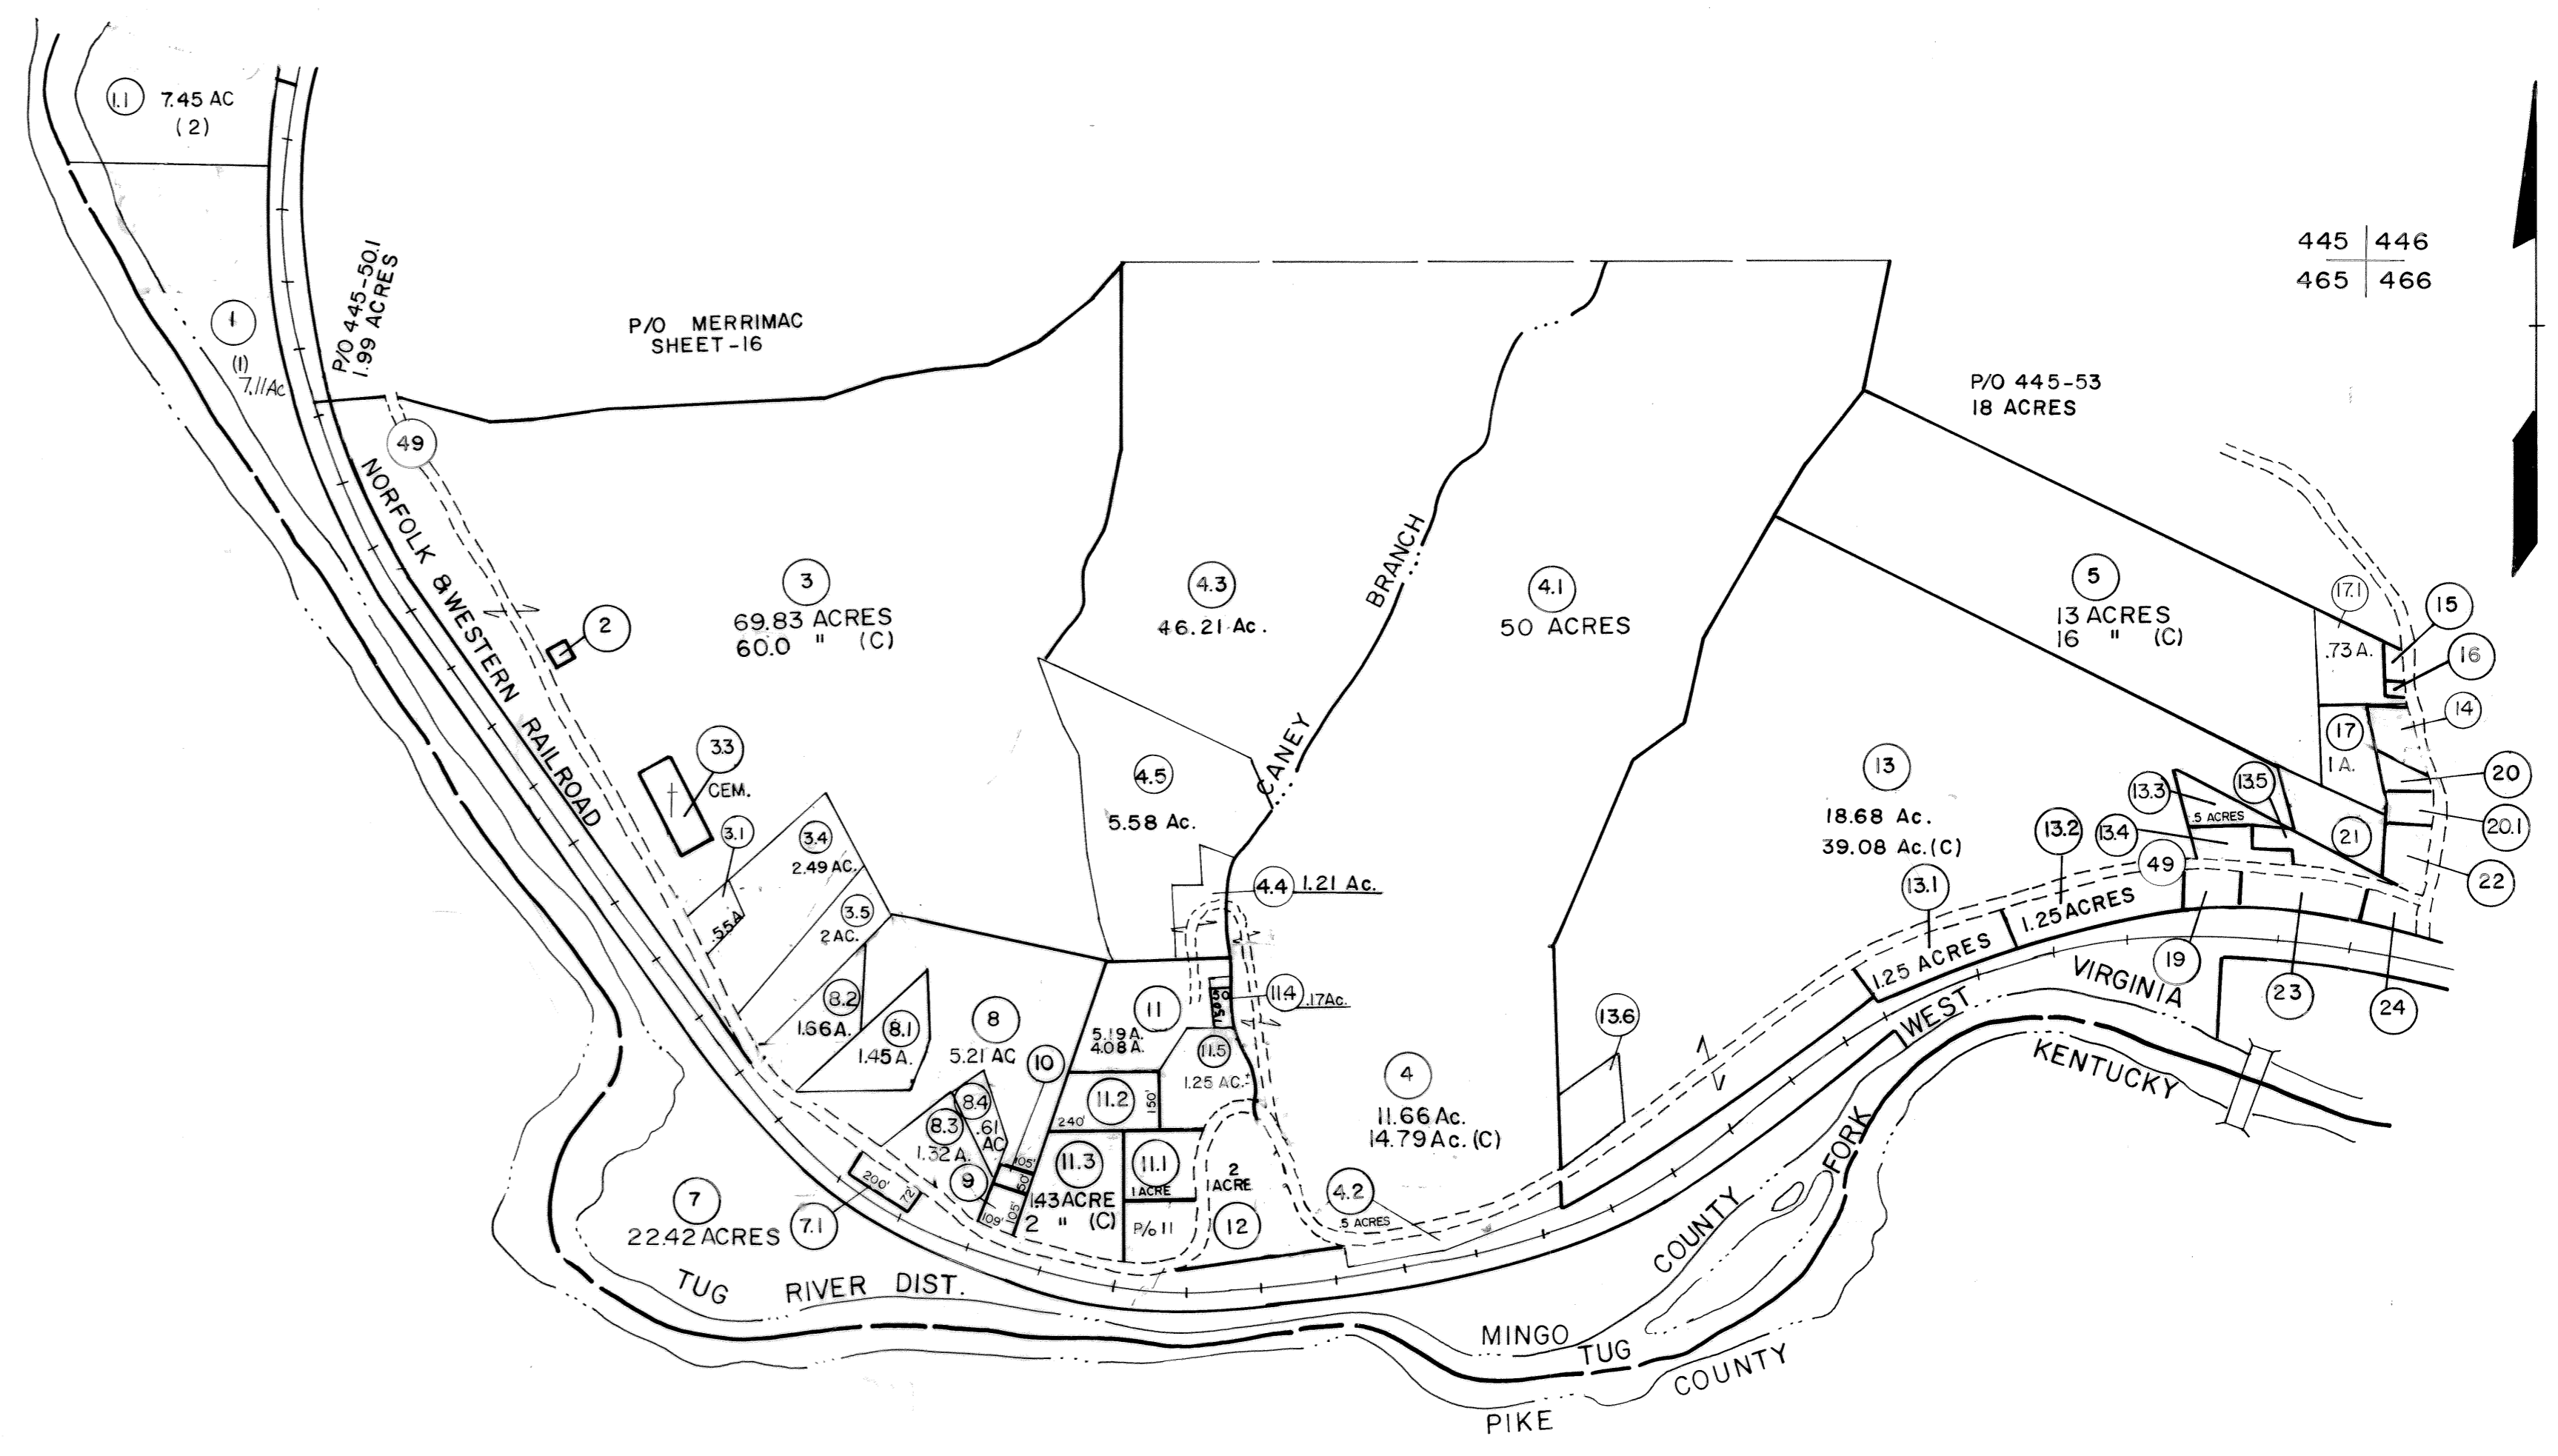 1.1 7.45 AC
(2)
445 446
465 466
P/O 445-50.1
1.99 ACRES
1
(1)
7.11 Ac
P/O MERRIMAC
SHEET-16
P/O 445-53
18 ACRES
49
NORFOLK & WESTERN RAILROAD
3
69.83 ACRES
60.0 " (C)
2
4.3
46.21 Ac.
CANEY BRANCH
4.1
50 ACRES
5
13 ACRES
16 " (C)
17.1
.73 A.
15
16
14
17
1 A.
20
20.1
22
21
3.3
CEM.
3.1
.55A
3.4
2.49 AC.
3.5
2 AC.
4.5
5.58 Ac.
4.4 1.21 Ac.
13
18.68 Ac.
39.08 Ac.(C)
13.3
.5 ACRES
13.5
13.2
13.4
49
13.1
1.25 ACRES
1.25 ACRES
19
23
24
8.2
1.66 A.
8.1
1.45 A.
8
5.21 AC
10
11
5.19 A.
4.08 A.
50
11.4 .17Ac.
11.5
1.25 AC.±
11.2
240'
150'
8.4
.61
AC
8.3
1.32 A.
9
105'
50'
109'
105'
11.3
1.43 ACRE
2 " (C)
11.1
1 ACRE
P/O 11
2
1 ACRE
12
4
11.66 Ac.
14.79 Ac. (C)
4.2
.5 ACRES
13.6
7
22.42 ACRES
7.1
200'
72'
TUG RIVER DIST.
WEST VIRGINIA
KENTUCKY
MINGO COUNTY
TUG FORK
PIKE COUNTY